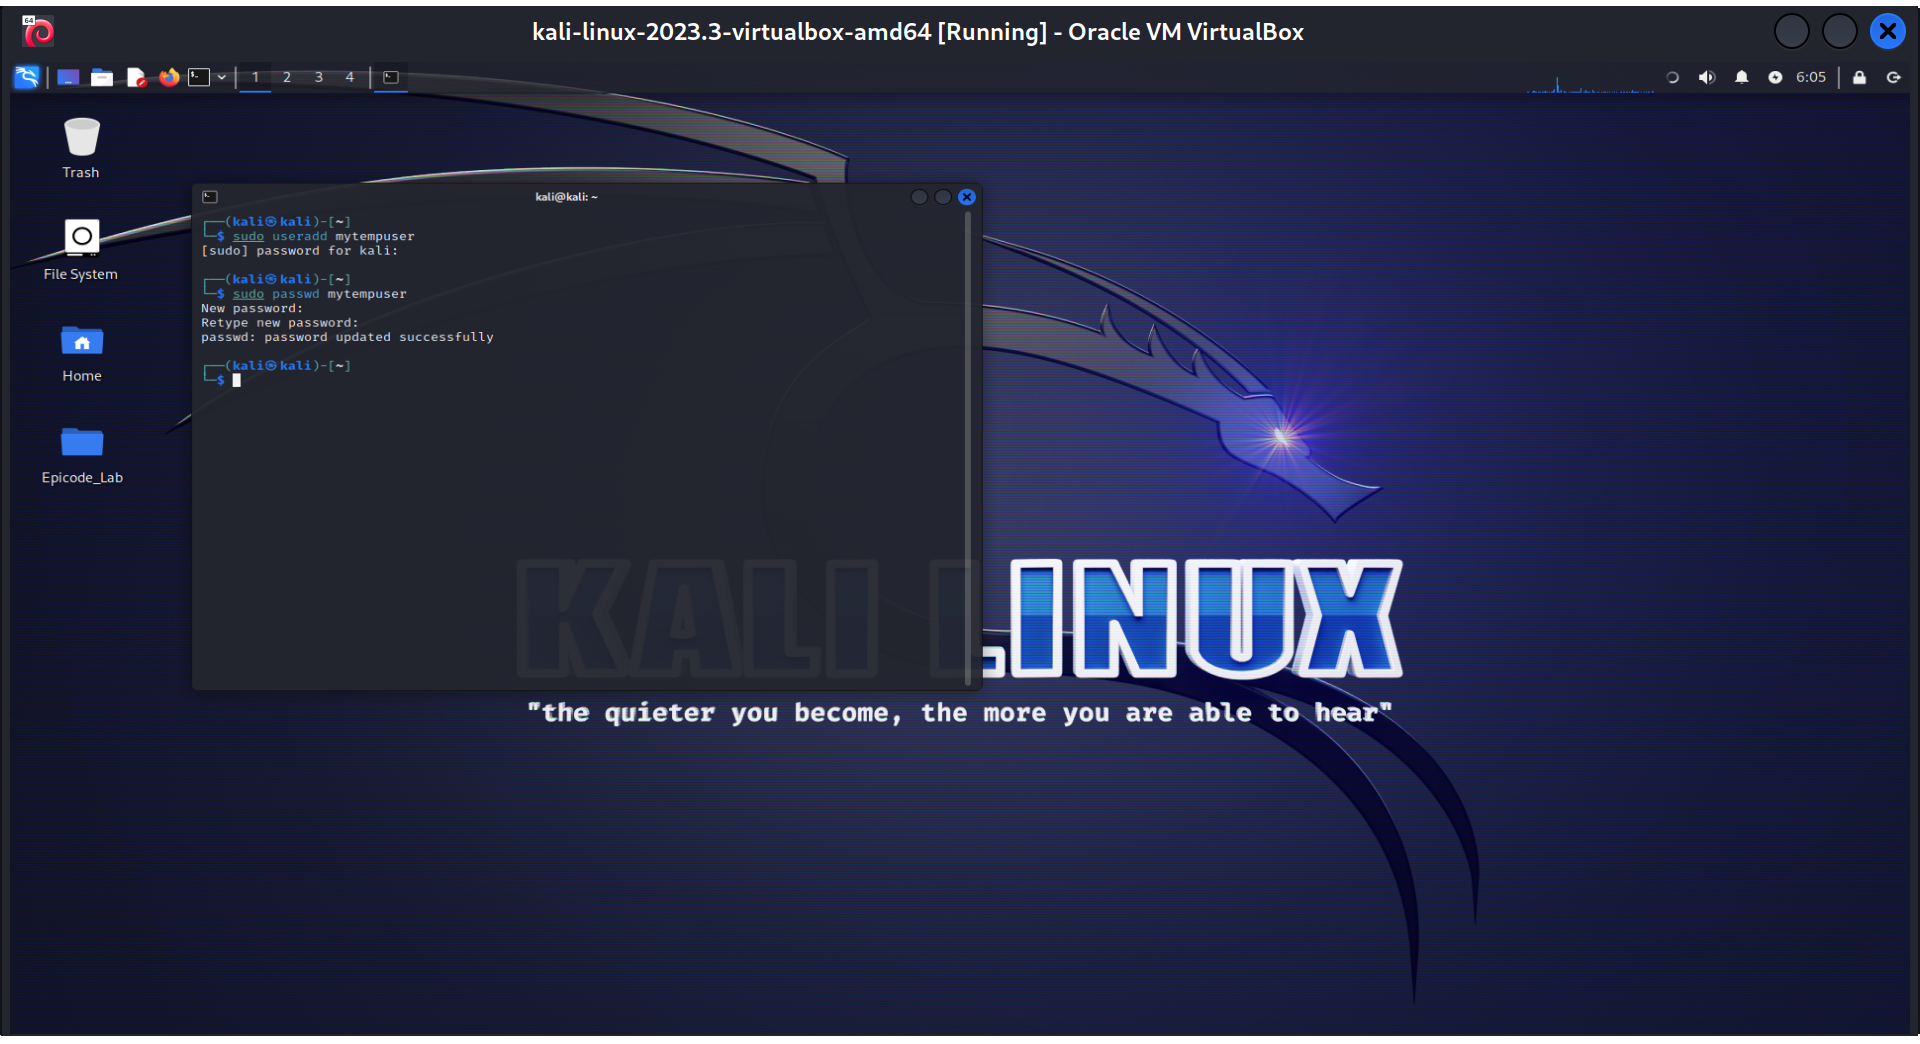 64
kali-linux-2023.3-virtualbox-amd64 [Running] - Oracle VM VirtualBox
1 2 3 4
6:05
Trash
File System
Home
Epicode_Lab
kali@kali: ~
┌──(kali㉿kali)-[~]
└─$ sudo useradd mytempuser
[sudo] password for kali:
┌──(kali㉿kali)-[~]
└─$ sudo passwd mytempuser
New password:
Retype new password:
passwd: password updated successfully
┌──(kali㉿kali)-[~]
└─$
KALI LINUX
"the quieter you become, the more you are able to hear"